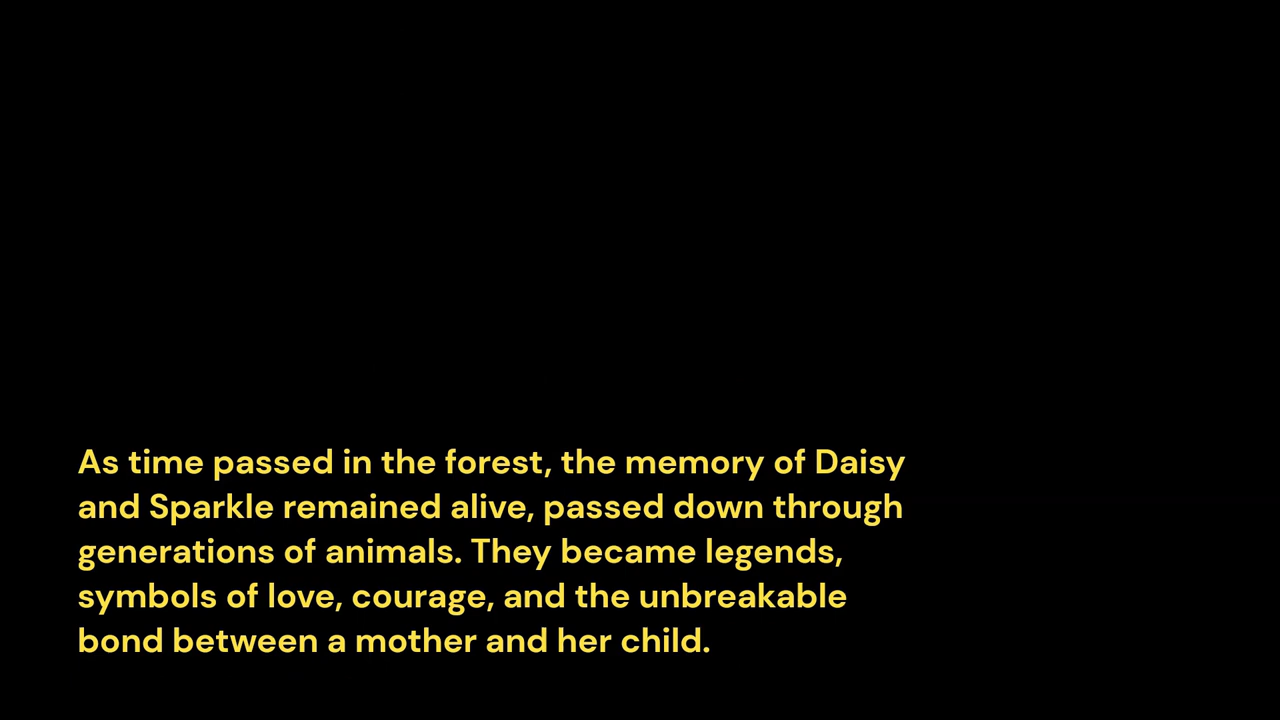 As time passed in the forest, the memory of Daisy
and Sparkle remained alive, passed down through
generations of animals. They became legends,
symbols of love, courage, and the unbreakable
bond between a mother and her child.